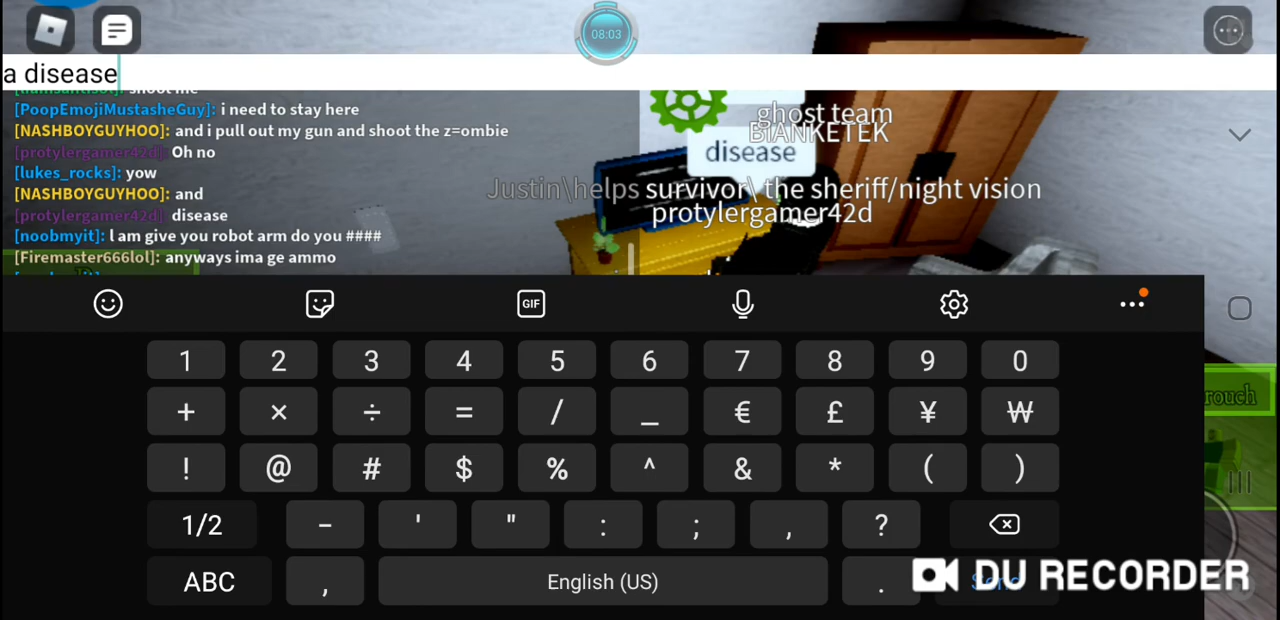 08:03
a disease
[PoopEmojiMustasheGuy]: i need to stay here
[NASHBOYGUYHOO]: and i pull out my gun and shoot the z=ombie
[protylergamer42d]: Oh no
[lukes_rocks]: yow
[NASHBOYGUYHOO]: and
[protylergamer42d]: disease
[noobmyit]: l am give you robot arm do you ####
[Firemaster666lol]: anyways ima ge ammo
ghost team
BIANKETEK
disease
Justin\helps survivor\ the sheriff/night vision
protylergamer42d
rouch
GIF
1 2 3 4 5 6 7 8 9 0
+ × ÷ = / _ € £ ¥ ₩
! @ # $ % ^ & * ( )
1/2 - ' " : ; , ?
ABC , English (US) . Send
DU RECORDER